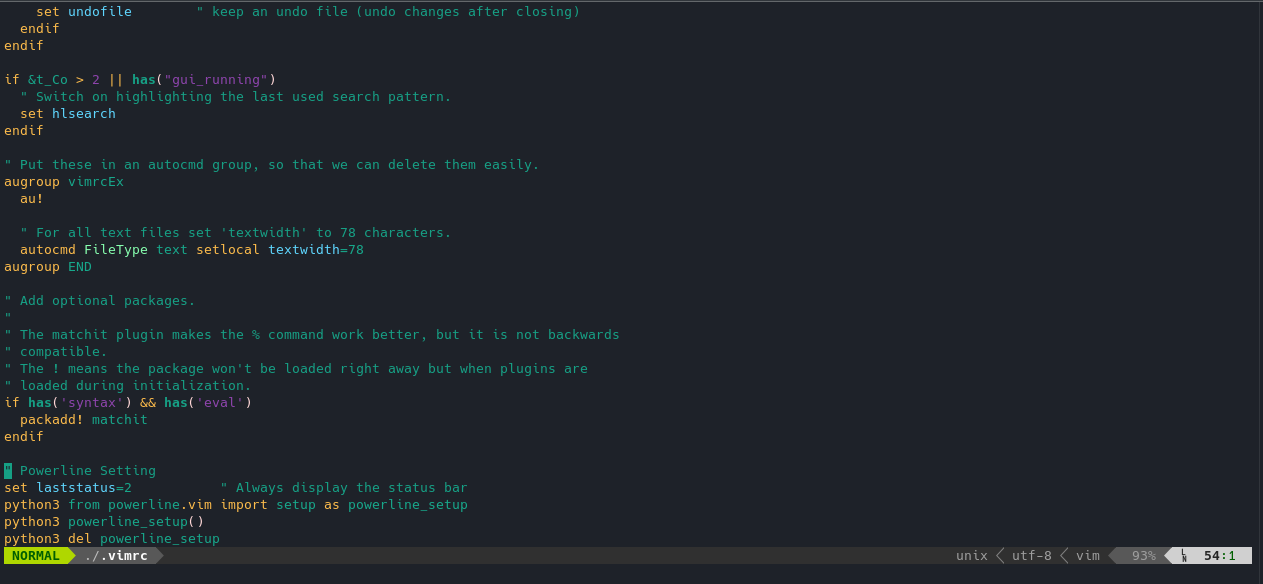 set undofile        " keep an undo file (undo changes after closing)
  endif
endif

if &t_Co > 2 || has("gui_running")
  " Switch on highlighting the last used search pattern.
  set hlsearch
endif

" Put these in an autocmd group, so that we can delete them easily.
augroup vimrcEx
  au!

  " For all text files set 'textwidth' to 78 characters.
  autocmd FileType text setlocal textwidth=78
augroup END

" Add optional packages.
"
" The matchit plugin makes the % command work better, but it is not backwards
" compatible.
" The ! means the package won't be loaded right away but when plugins are
" loaded during initialization.
if has('syntax') && has('eval')
  packadd! matchit
endif

" Powerline Setting
set laststatus=2           " Always display the status bar
python3 from powerline.vim import setup as powerline_setup
python3 powerline_setup()
python3 del powerline_setup
NORMAL ./.vimrc unix utf-8 vim 93% LN 54:1